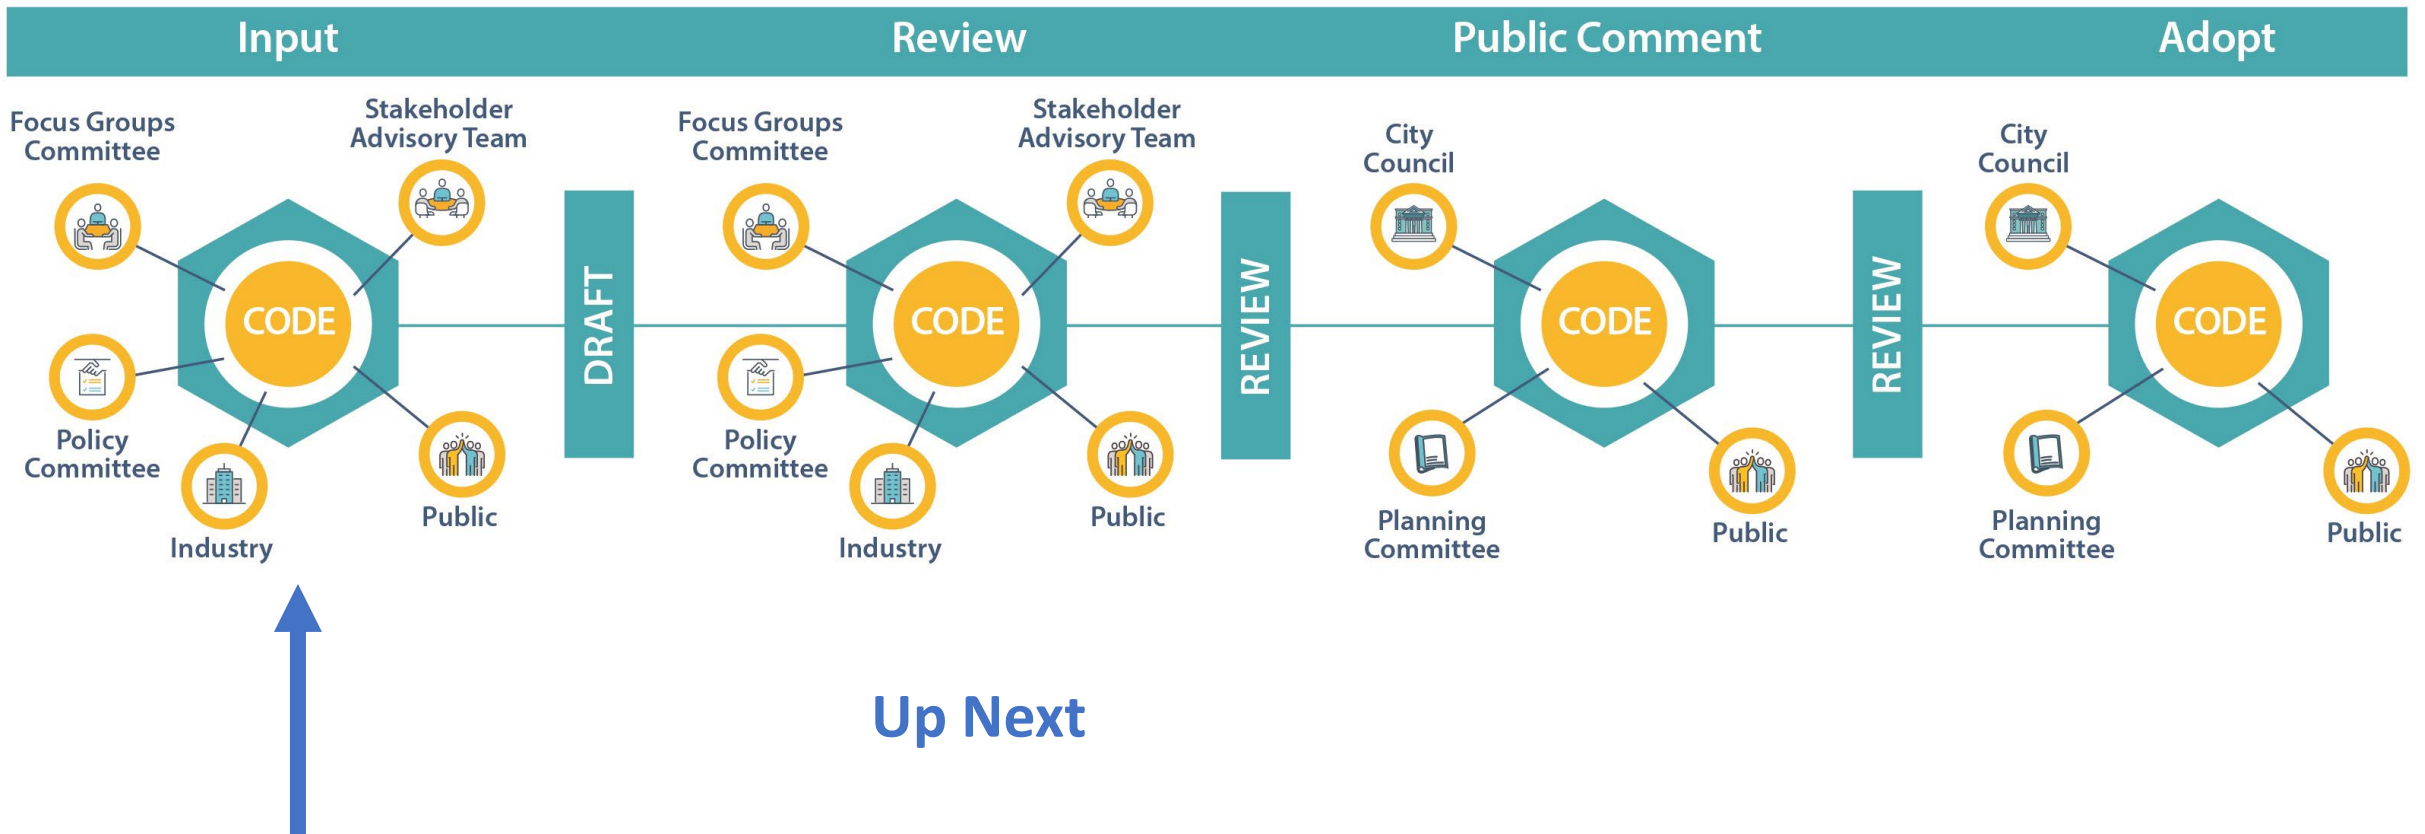 Input
Review
Public Comment
Adopt
Focus Groups
Committee
Stakeholder
Advisory Team
CODE
Policy
Committee
Industry
Public
DRAFT
Focus Groups
Committee
Stakeholder
Advisory Team
CODE
Policy
Committee
Industry
Public
REVIEW
City
Council
CODE
Planning
Committee
Public
REVIEW
City
Council
CODE
Planning
Committee
Public
Up Next